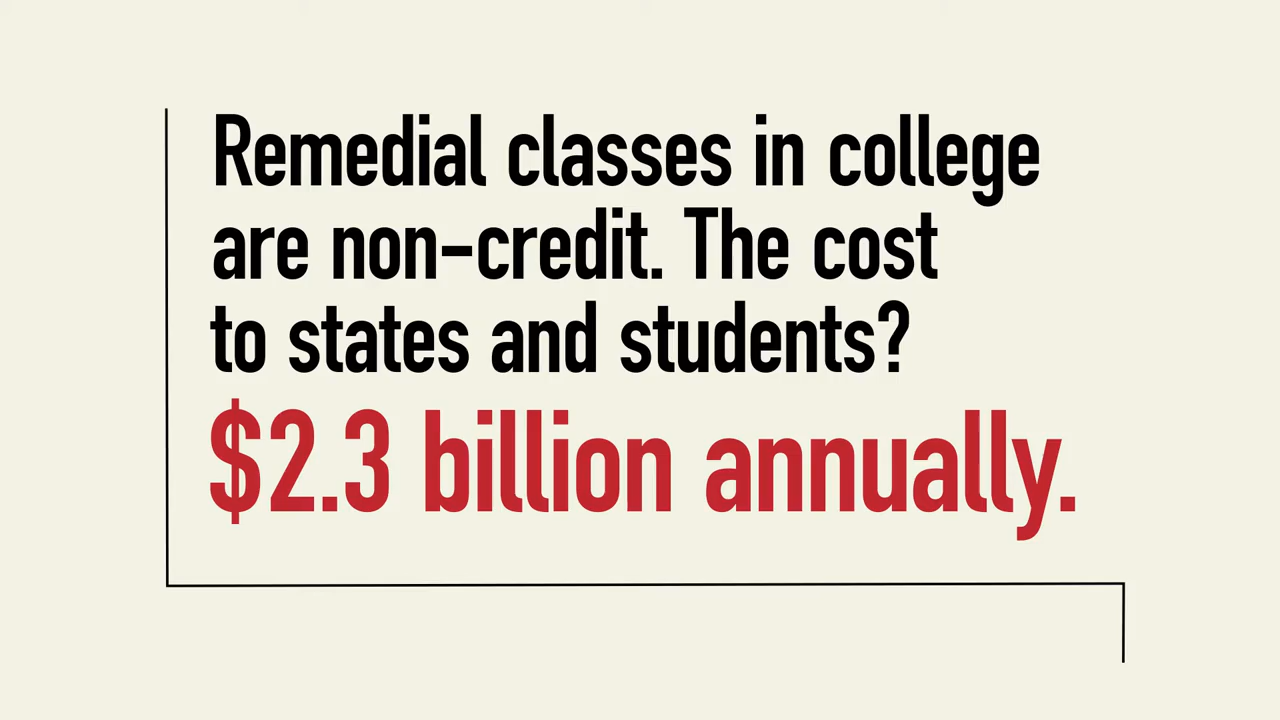 Remedial classes in college
are non-credit. The cost
to states and students?
$2.3 billion annually.